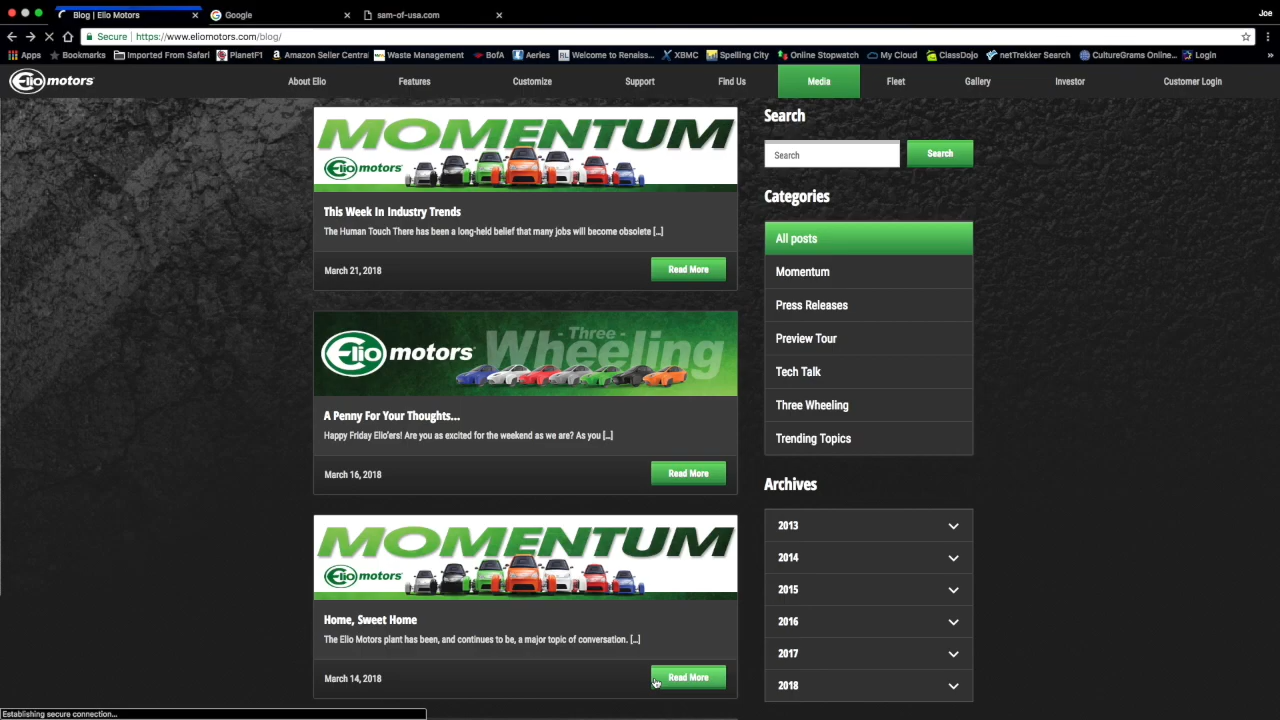 Blog | Elio Motors
Google
sam-of-usa.com
Joe
Secure
https://www.eliomotors.com/blog/
Apps
Bookmarks
Imported From Safari
PlanetF1
Amazon Seller Central
Waste Management
BofA
Aeries
RL Welcome to Renaiss...
XBMC
Spelling City
Online Stopwatch
My Cloud
ClassDojo
netTrekker Search
CultureGrams Online...
Login
»
Elio motors
About Elio
Features
Customize
Support
Find Us
Media
Fleet
Gallery
Investor
Customer Login
MOMENTUM
Elio motors
This Week In Industry Trends
The Human Touch There has been a long-held belief that many jobs will become obsolete [...]
March 21, 2018
Read More
Elio motors
- Three -
Wheeling
A Penny For Your Thoughts...
Happy Friday Elio'ers! Are you as excited for the weekend as we are? As you [...]
March 16, 2018
Read More
MOMENTUM
Elio motors
Home, Sweet Home
The Elio Motors plant has been, and continues to be, a major topic of conversation. [...]
March 14, 2018
Read More
Search
Search
Search
Categories
All posts
Momentum
Press Releases
Preview Tour
Tech Talk
Three Wheeling
Trending Topics
Archives
2013
2014
2015
2016
2017
2018
Establishing secure connection...